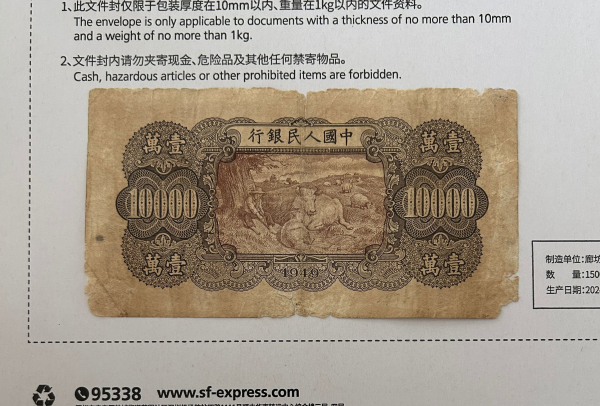 1、此文件封仅限于包装厚度在10mm以内、重量在1kg以内的文件资料。
The envelope is only applicable to documents with a thickness of no more than 10mm
and a weight of no more than 1kg.
2、文件封内请勿夹寄现金、危险品及其他任何禁寄物品。
Cash, hazardous articles or other prohibited items are forbidden.
行銀民人國中
萬壹
萬壹
10000
10000
萬壹
萬壹
1949
制造单位:廊坊
数 量:150
生产日期:202
95338 www.sf-express.com